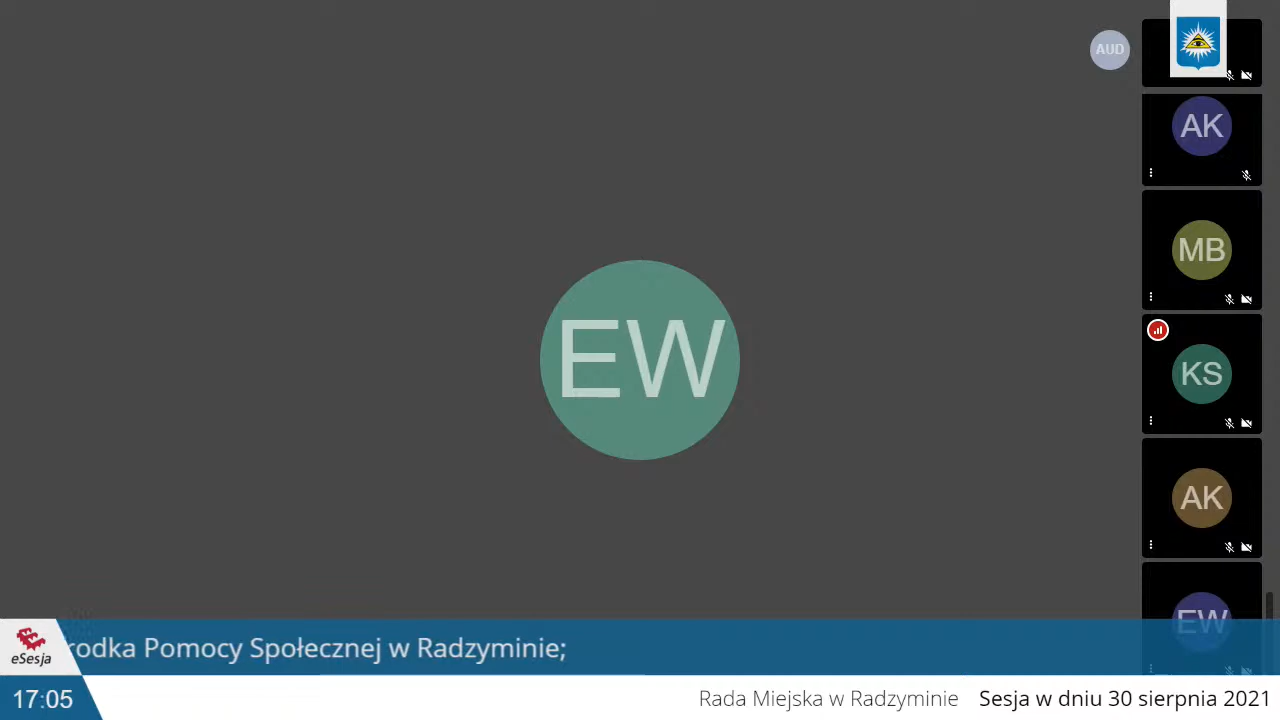 AUD
AK
MB
KS
AK
EW
EW
rodka Pomocy Społecznej w Radzyminie;
eSesja
17:05
Rada Miejska w Radzyminie Sesja w dniu 30 sierpnia 2021